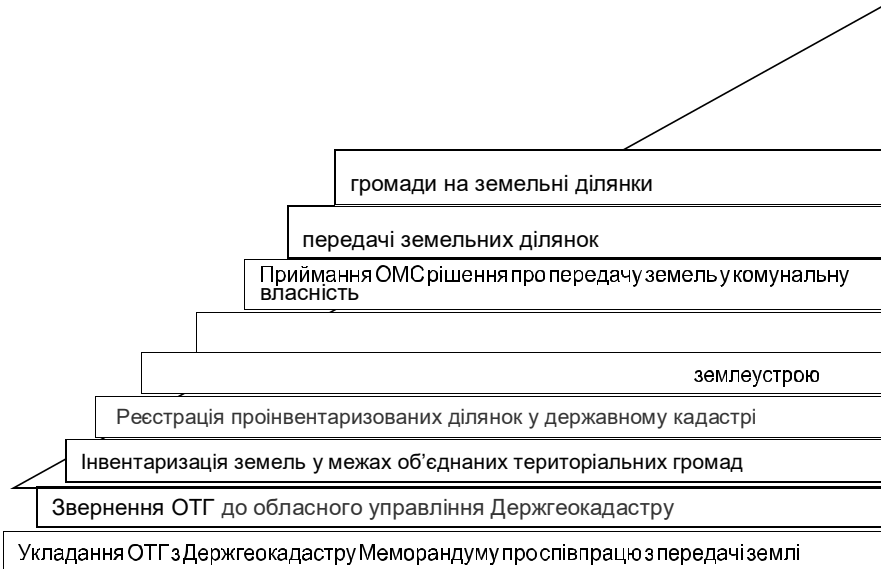 громади на земельні ділянки
передачі земельних ділянок
Приймання ОМС рішення про передачу земель у комунальну
власність
землеустрою
Реєстрація проінвентаризованих ділянок у державному кадастрі
Інвентаризація земель у межах об’єднаних територіальних громад
Звернення ОТГ до обласного управління Держгеокадастру
Укладання ОТГ з Держгеокадастру Меморандуму про співпрацю з передачі землі